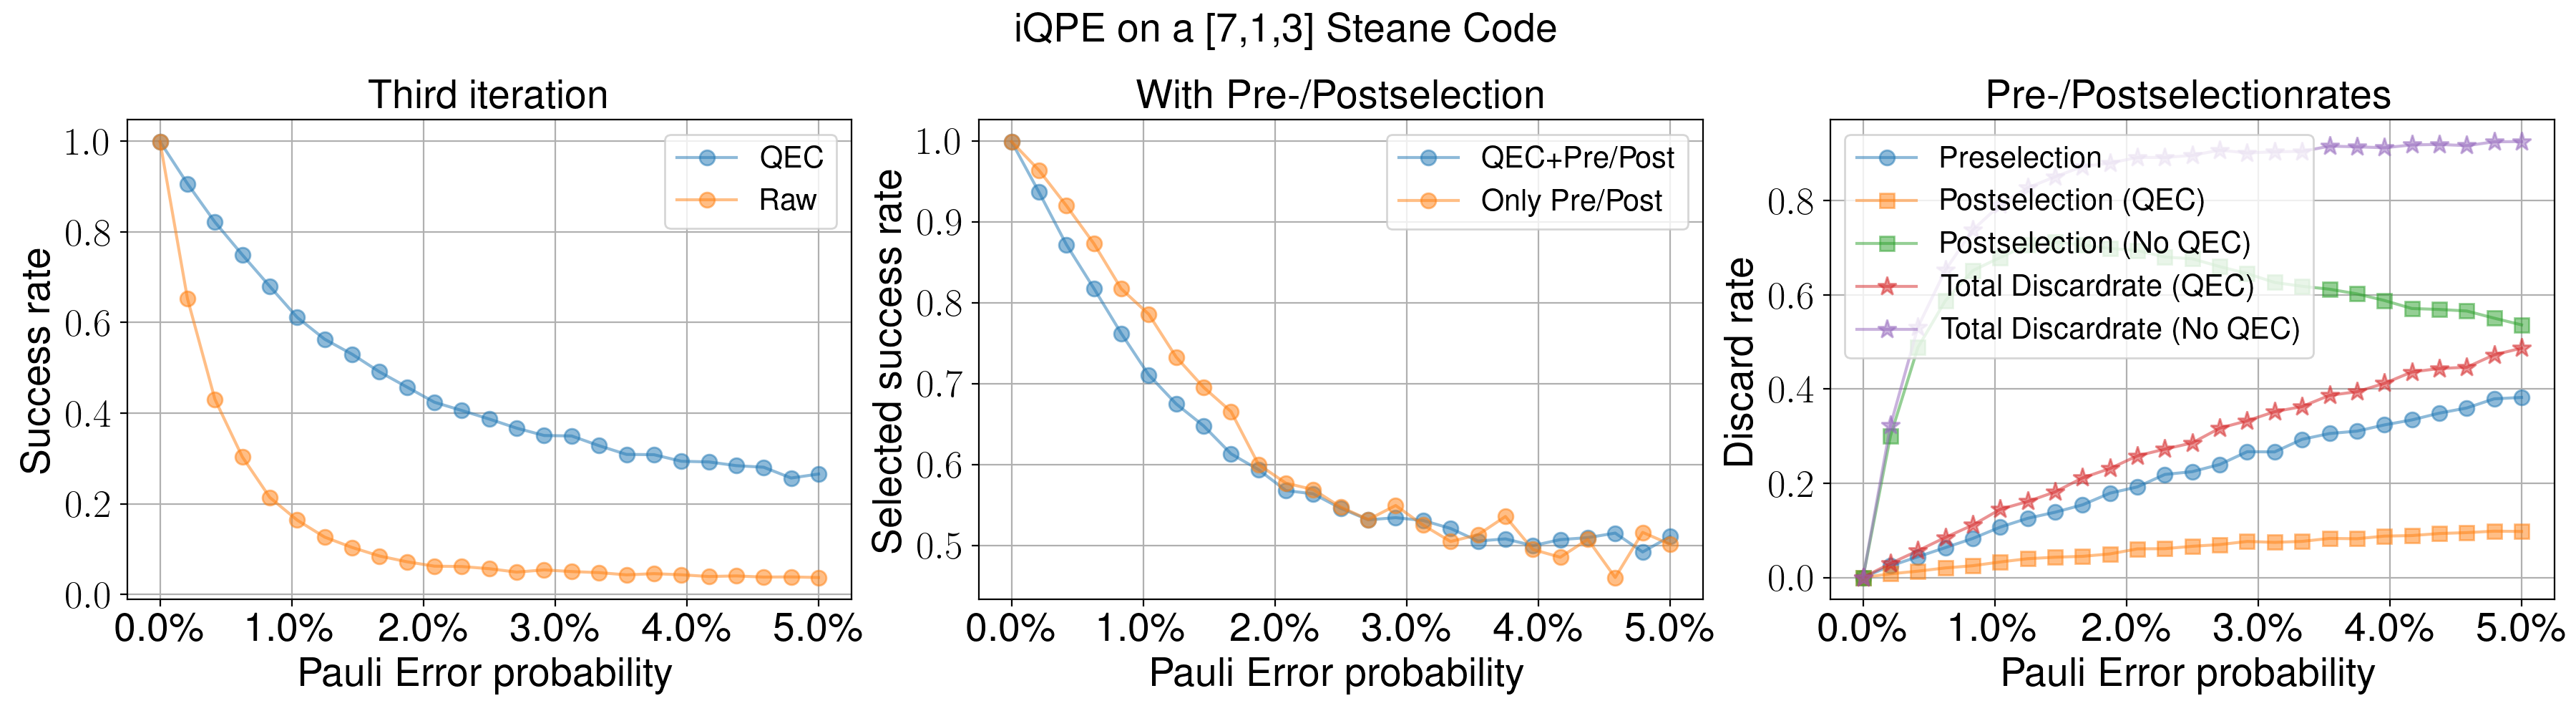 iQPE on a [7,1,3] Steane Code
Third iteration
Success rate
1.0
0.8
0.6
0.4
0.2
0.0
QEC
Raw
0.0% 1.0% 2.0% 3.0% 4.0% 5.0%
Pauli Error probability
With Pre-/Postselection
Selected success rate
1.0
0.9
0.8
0.7
0.6
0.5
QEC+Pre/Post
Only Pre/Post
0.0% 1.0% 2.0% 3.0% 4.0% 5.0%
Pauli Error probability
Pre-/Postselectionrates
Discard rate
0.8
0.6
0.4
0.2
0.0
Preselection
Postselection (QEC)
Postselection (No QEC)
Total Discardrate (QEC)
Total Discardrate (No QEC)
0.0% 1.0% 2.0% 3.0% 4.0% 5.0%
Pauli Error probability